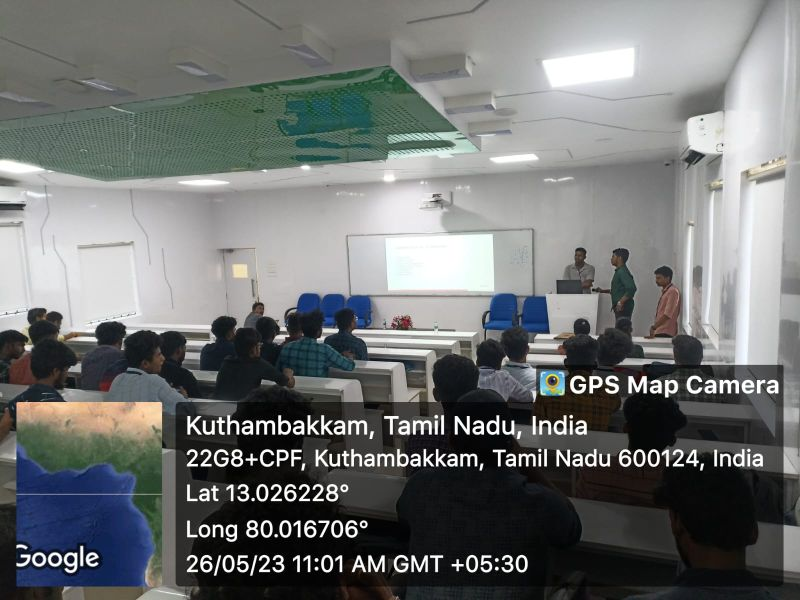 GPS Map Camera
Kuthambakkam, Tamil Nadu, India
22G8+CPF, Kuthambakkam, Tamil Nadu 600124, India
Lat 13.026228°
Long 80.016706°
26/05/23 11:01 AM GMT +05:30
Google